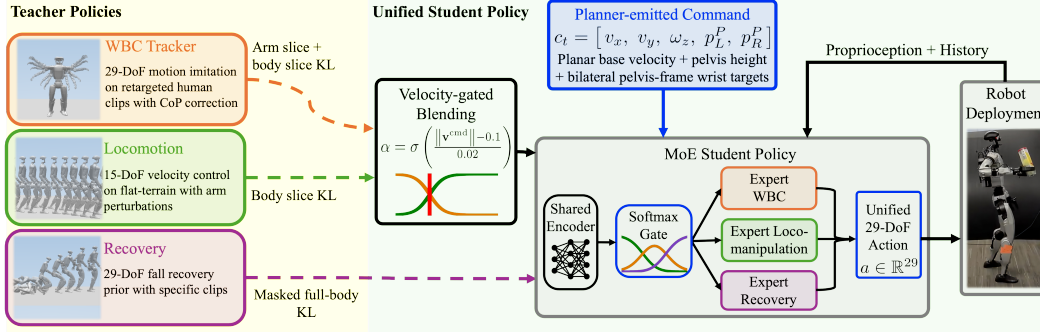 Teacher Policies
WBC Tracker
29-DoF motion imitation
on retargeted human
clips with CoP correction
Locomotion
15-DoF velocity control
on flat-terrain with arm
perturbations
Recovery
29-DoF fall recovery
prior with specific clips
Arm slice +
body slice KL
Body slice KL
Masked full-body
KL
Unified Student Policy
Velocity-gated
Blending
α = σ ( (‖v^cmd‖−0.1) / 0.02 )
Planner-emitted Command
c_t = [ v_x, v_y, ω_z, p_L^P, p_R^P ]
Planar base velocity + pelvis height
+ bilateral pelvis-frame wrist targets
Proprioception + History
MoE Student Policy
Shared
Encoder
Softmax
Gate
Expert
WBC
Expert Loco-
manipulation
Expert
Recovery
Unified
29-DoF
Action
a ∈ ℝ^29
Robot
Deployment